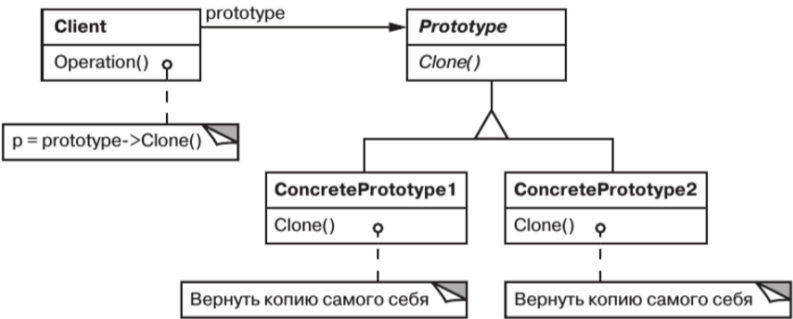 Client
prototype
Prototype
Operation()
Clone()
p = prototype->Clone()
ConcretePrototype1
ConcretePrototype2
Clone()
Clone()
Вернуть копию самого себя
Вернуть копию самого себя